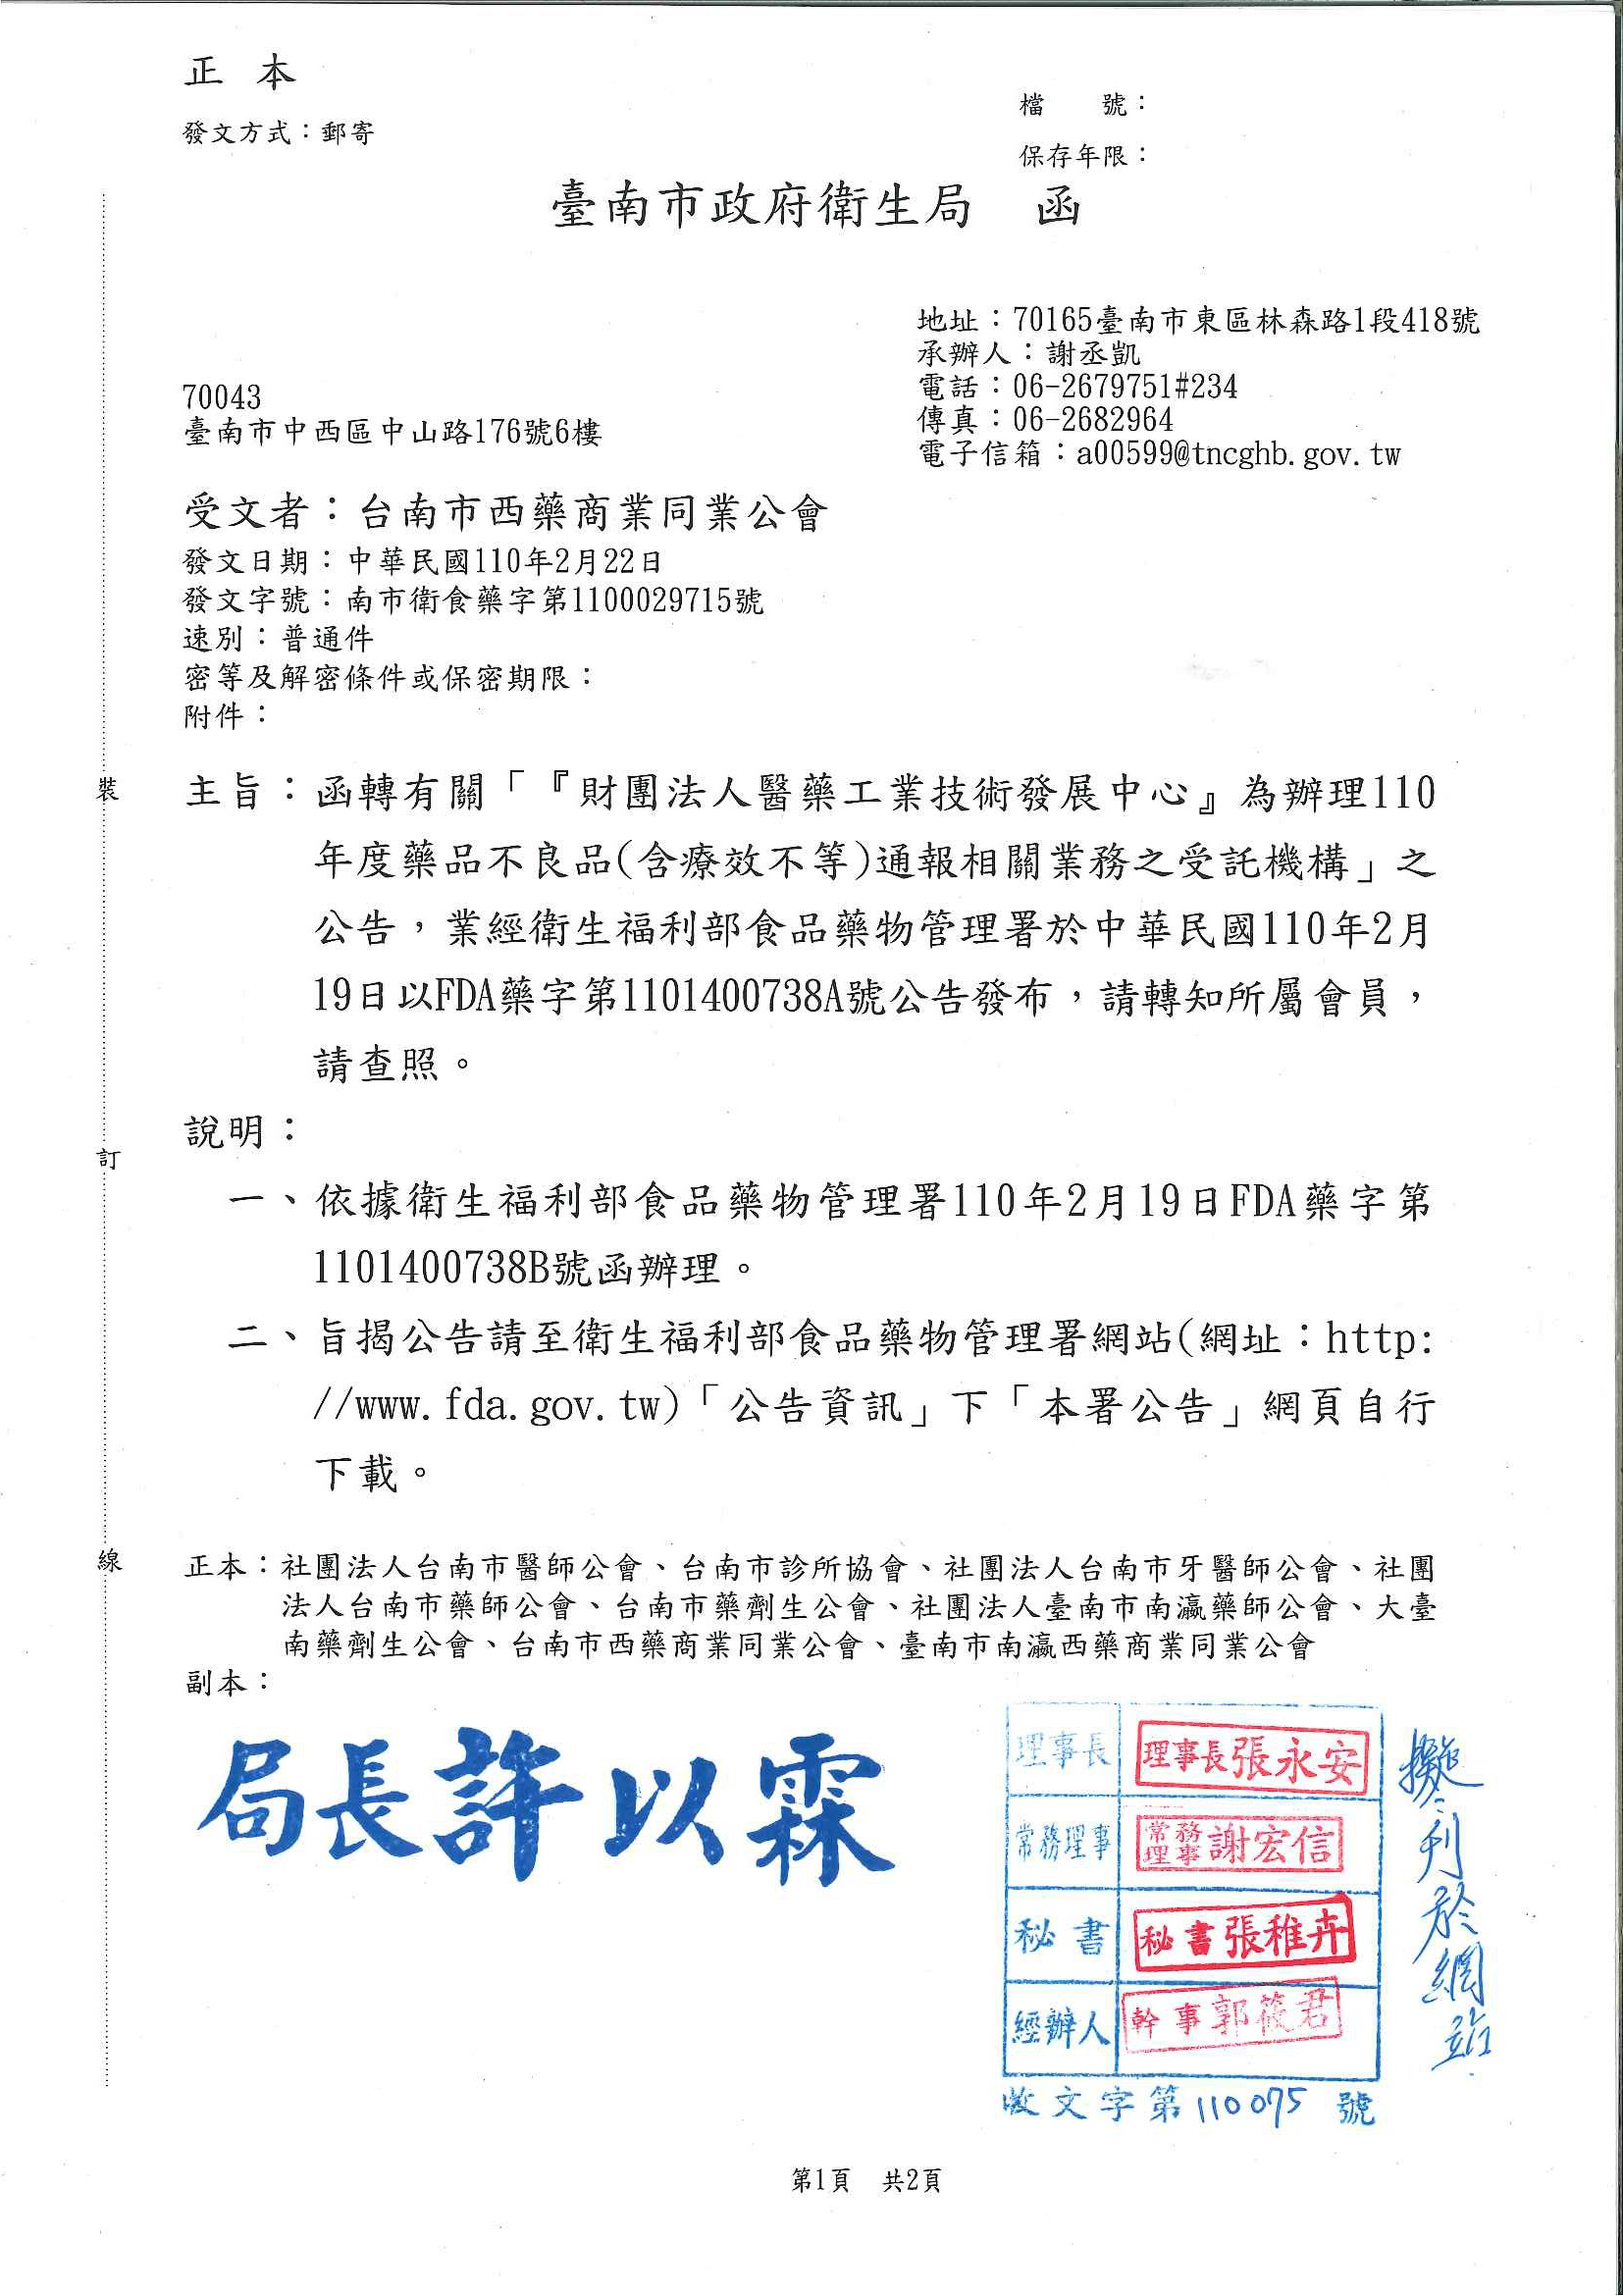 正本
發文方式：郵寄
檔　　號：
保存年限：
臺南市政府衛生局　函
地址：70165臺南市東區林森路1段418號
承辦人：謝丞凱
電話：06-2679751#234
傳真：06-2682964
電子信箱：a00599@tncghb.gov.tw
70043
臺南市中西區中山路176號6樓
受文者：台南市西藥商業同業公會
發文日期：中華民國110年2月22日
發文字號：南市衛食藥字第1100029715號
速別：普通件
密等及解密條件或保密期限：
附件：
主旨：函轉有關「『財團法人醫藥工業技術發展中心』為辦理110
年度藥品不良品(含療效不等)通報相關業務之受託機構」之
公告，業經衛生福利部食品藥物管理署於中華民國110年2月
19日以FDA藥字第1101400738A號公告發布，請轉知所屬會員，
請查照。
說明：
一、依據衛生福利部食品藥物管理署110年2月19日FDA藥字第
1101400738B號函辦理。
二、旨揭公告請至衛生福利部食品藥物管理署網站(網址：http:
//www.fda.gov.tw)「公告資訊」下「本署公告」網頁自行
下載。
裝
訂
線
正本：社團法人台南市醫師公會、台南市診所協會、社團法人台南市牙醫師公會、社團
法人台南市藥師公會、台南市藥劑生公會、社團法人臺南市南瀛藥師公會、大臺
南藥劑生公會、台南市西藥商業同業公會、臺南市南瀛西藥商業同業公會
副本：
局長許以霖
理事長 理事長張永安
常務理事 常務理事謝宏信
秘書 秘書張稚卉
經辦人 幹事郭筱君
收文字第110075號
擬刊於網站
第1頁　共2頁